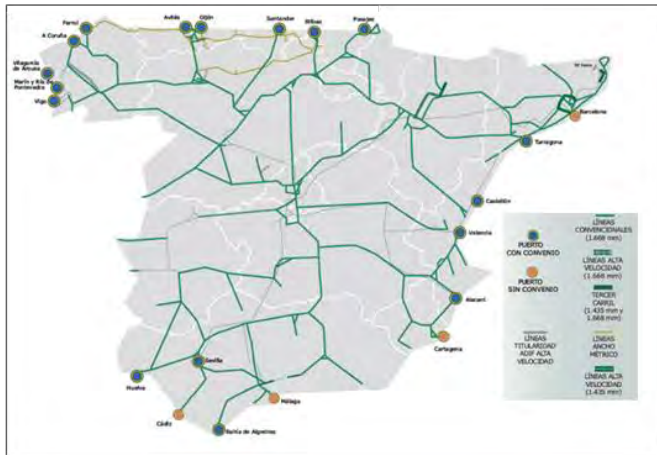 Ferrol
Avilés
Gijón
Santander
Bilbao
Pasajes
A Coruña
Vilagarcía
de Arousa
Marín y Ría de
Pontevedra
Vigo
Barcelona
Tarragona
Castellón
Valencia
Alacant
Cartagena
Sevilla
Huelva
Málaga
Cádiz
Bahía de Algeciras
PUERTO
CON CONVENIO
PUERTO
SIN CONVENIO
LÍNEAS
TITULARIDAD
ADIF ALTA
VELOCIDAD
LÍNEAS
CONVENCIONALES
(1.668 mm)
LÍNEAS ALTA
VELOCIDAD
(1.668 mm)
TERCER
CARRIL
(1.435 mm y
1.668 mm)
LÍNEAS
ANCHO
MÉTRICO
LÍNEAS ALTA
VELOCIDAD
(1.435 mm)